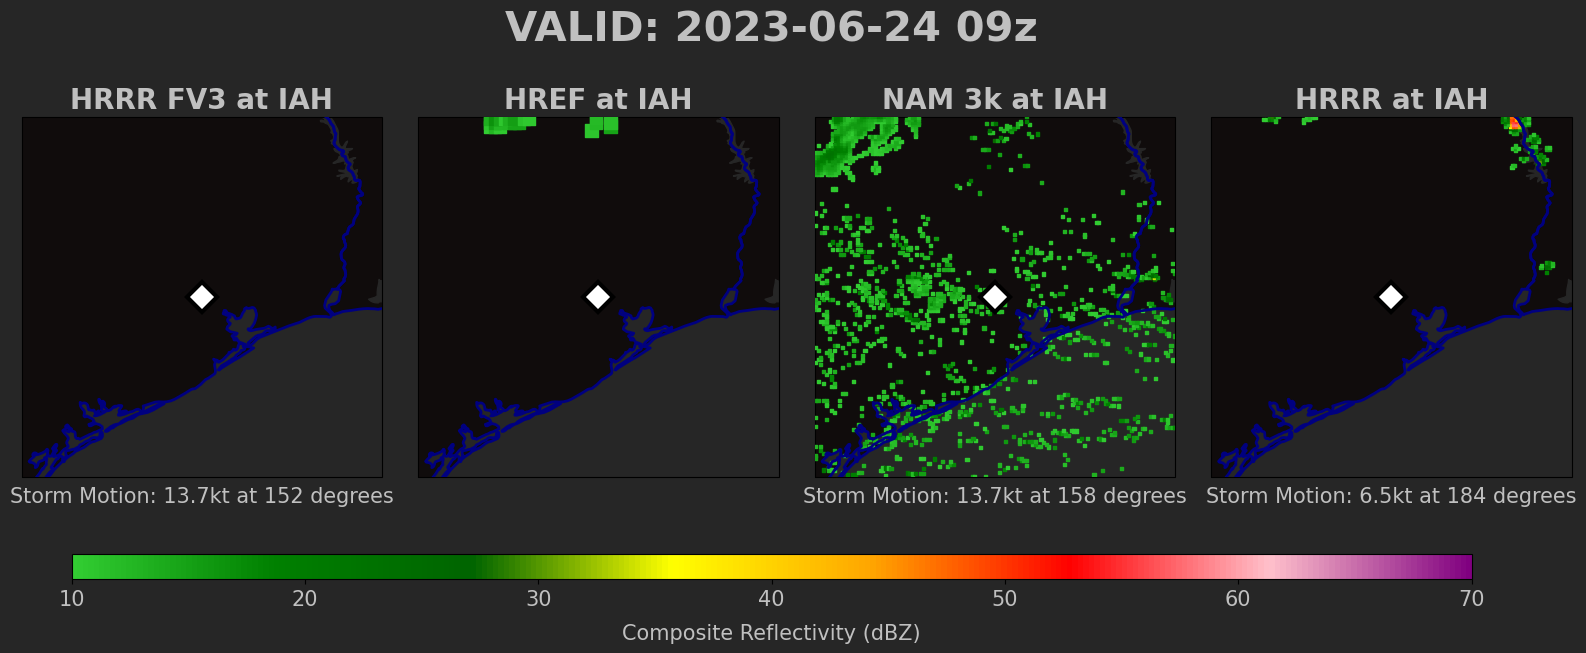 VALID: 2023-06-24 09z
HRRR FV3 at IAH
HREF at IAH
NAM 3k at IAH
HRRR at IAH
Storm Motion: 13.7kt at 152 degrees
Storm Motion: 13.7kt at 158 degrees
Storm Motion: 6.5kt at 184 degrees
10 20 30 40 50 60 70
Composite Reflectivity (dBZ)